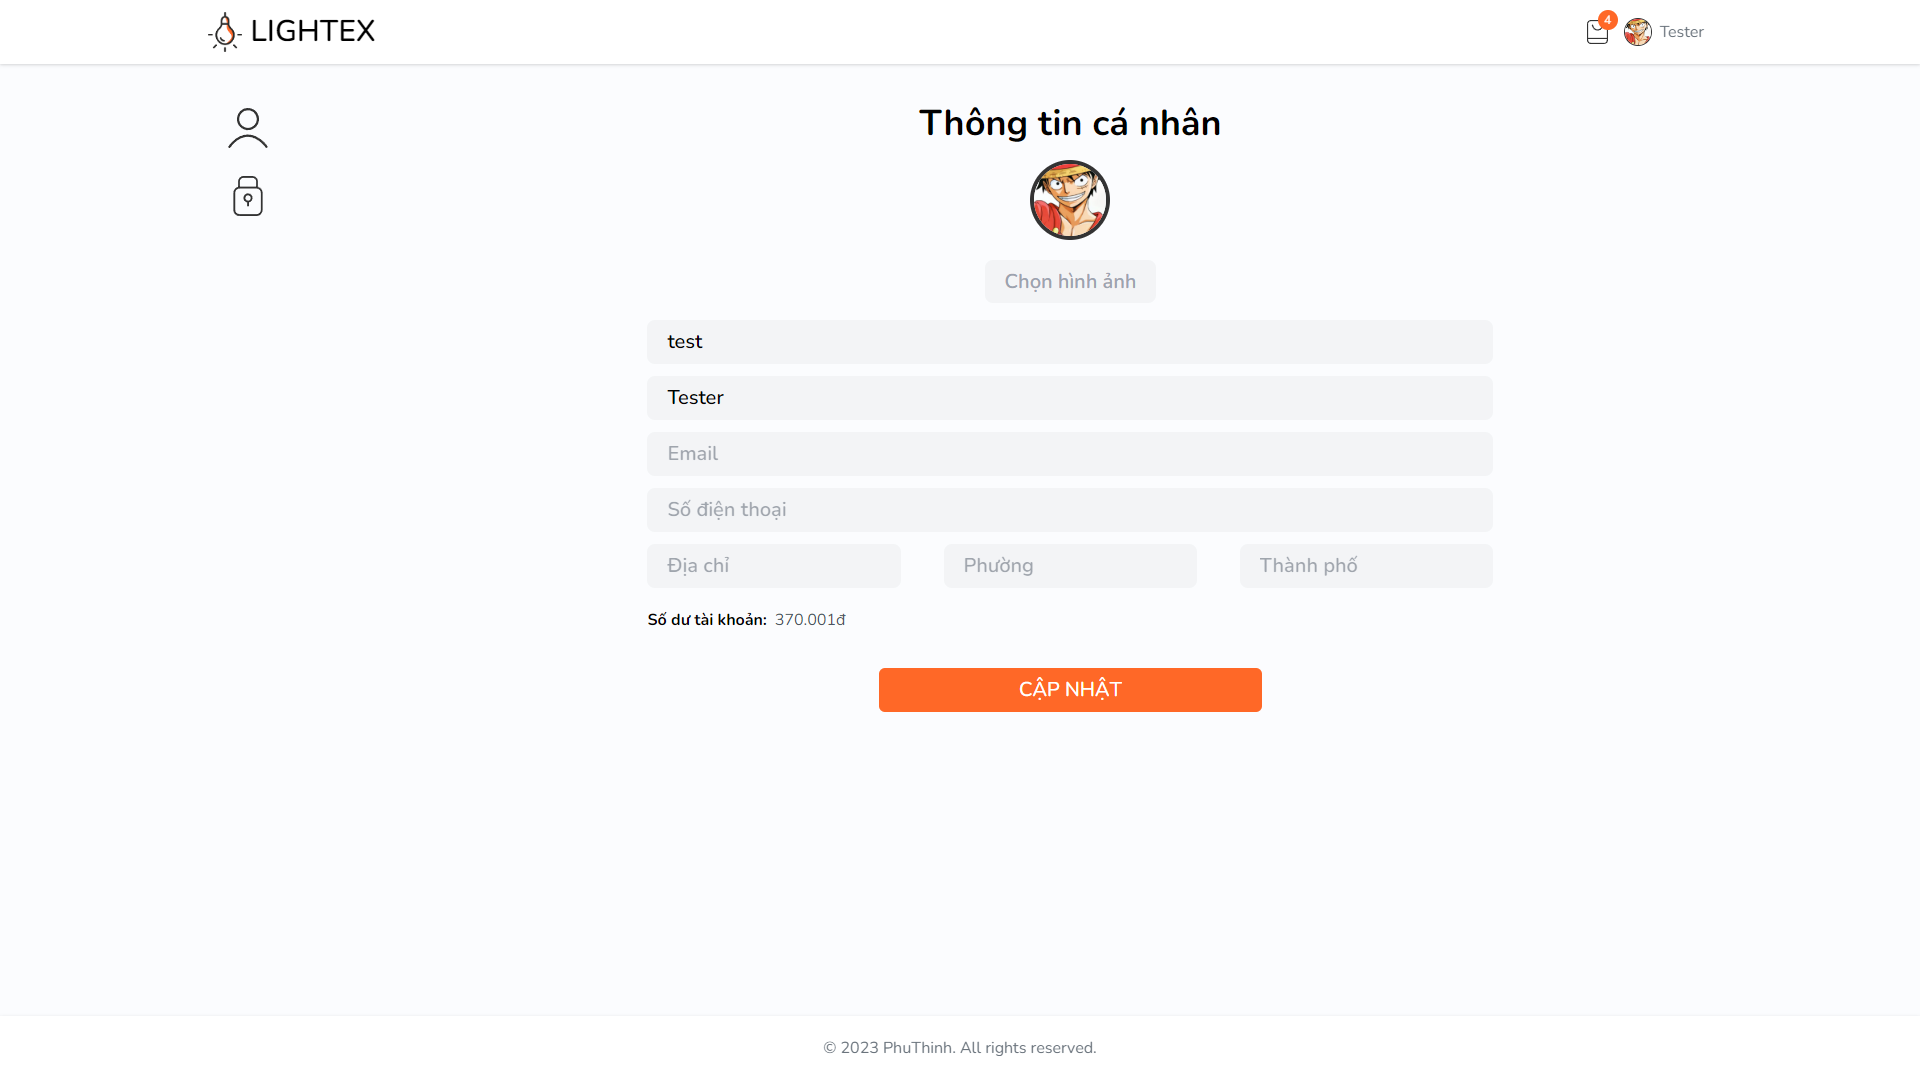 LIGHTEX
4
Tester
Thông tin cá nhân
Chọn hình ảnh
test
Tester
Email
Số điện thoại
Địa chỉ
Phường
Thành phố
Số dư tài khoản: 370.001đ
CẬP NHẬT
© 2023 PhuThinh. All rights reserved.